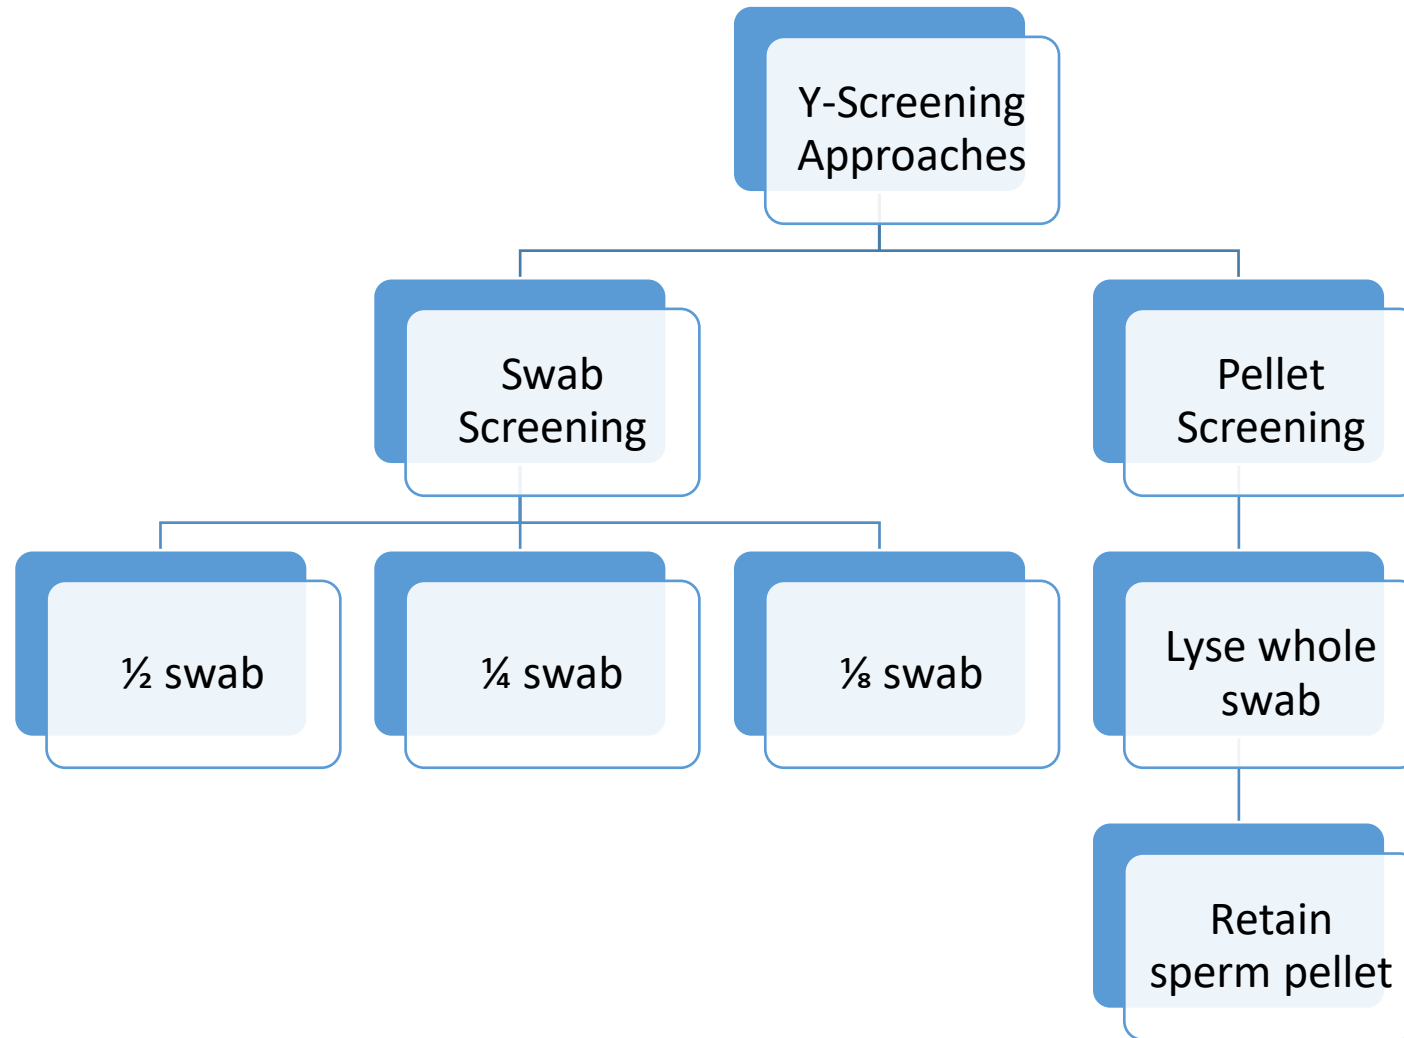 Y-Screening
Approaches
Swab
Screening
Pellet
Screening
½ swab
¼ swab
⅛ swab
Lyse whole
swab
Retain
sperm pellet